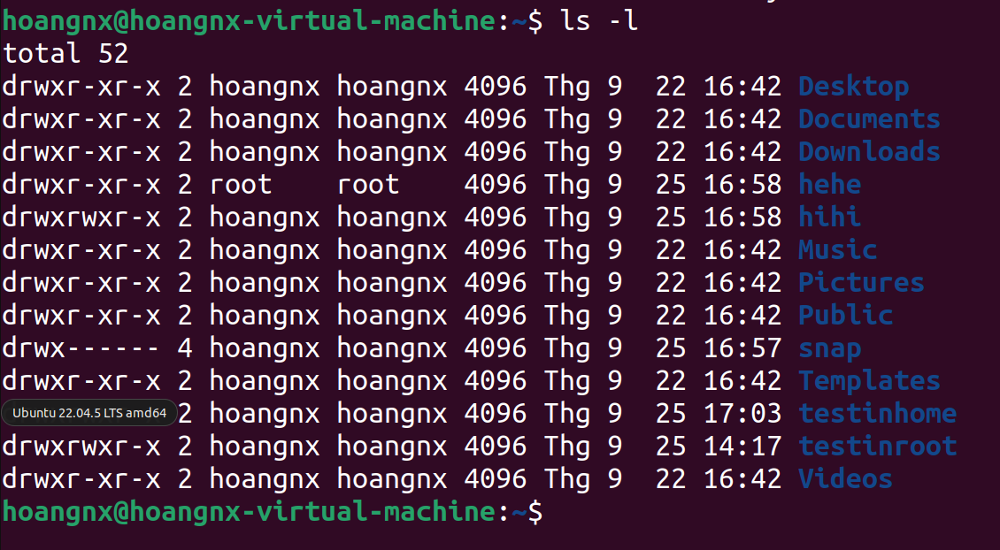 hoangnx@hoangnx-virtual-machine:~$ ls -l
total 52
drwxr-xr-x 2 hoangnx hoangnx 4096 Thg 9  22 16:42 Desktop
drwxr-xr-x 2 hoangnx hoangnx 4096 Thg 9  22 16:42 Documents
drwxr-xr-x 2 hoangnx hoangnx 4096 Thg 9  22 16:42 Downloads
drwxr-xr-x 2 root    root    4096 Thg 9  25 16:58 hehe
drwxrwxr-x 2 hoangnx hoangnx 4096 Thg 9  25 16:58 hihi
drwxr-xr-x 2 hoangnx hoangnx 4096 Thg 9  22 16:42 Music
drwxr-xr-x 2 hoangnx hoangnx 4096 Thg 9  22 16:42 Pictures
drwxr-xr-x 2 hoangnx hoangnx 4096 Thg 9  22 16:42 Public
drwx------ 4 hoangnx hoangnx 4096 Thg 9  25 16:57 snap
drwxr-xr-x 2 hoangnx hoangnx 4096 Thg 9  22 16:42 Templates
Ubuntu 22.04.5 LTS amd64 2 hoangnx hoangnx 4096 Thg 9  25 17:03 testinhome
drwxrwxr-x 2 hoangnx hoangnx 4096 Thg 9  25 14:17 testinroot
drwxr-xr-x 2 hoangnx hoangnx 4096 Thg 9  22 16:42 Videos
hoangnx@hoangnx-virtual-machine:~$